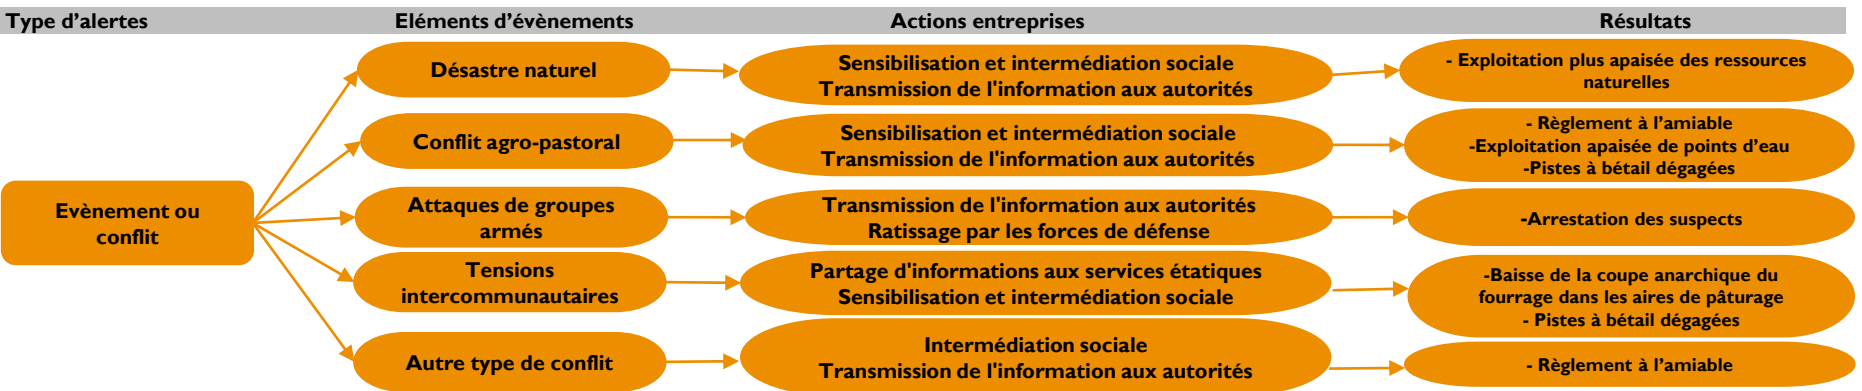 Type d’alertes Eléments d’évènements Actions entreprises Résultats
Evènement ou
conflit
Désastre naturel
Sensibilisation et intermédiation sociale
Transmission de l'information aux autorités
- Exploitation plus apaisée des ressources
naturelles
Conflit agro-pastoral
Sensibilisation et intermédiation sociale
Transmission de l'information aux autorités
- Règlement à l’amiable
-Exploitation apaisée de points d’eau
-Pistes à bétail dégagées
Attaques de groupes
armés
Transmission de l'information aux autorités
Ratissage par les forces de défense
-Arrestation des suspects
Tensions
intercommunautaires
Partage d'informations aux services étatiques
Sensibilisation et intermédiation sociale
-Baisse de la coupe anarchique du
fourrage dans les aires de pâturage
- Pistes à bétail dégagées
Autre type de conflit
Intermédiation sociale
Transmission de l'information aux autorités
- Règlement à l’amiable